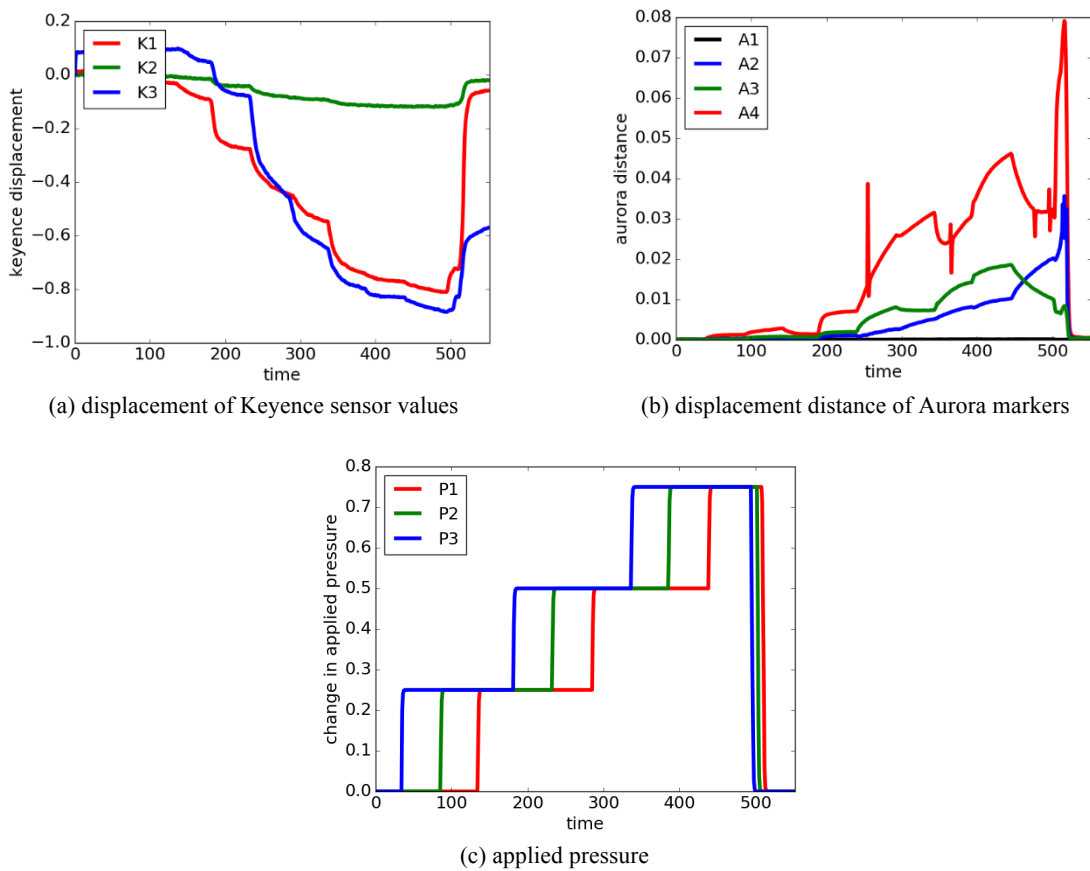 0.2
0.0
−0.2
−0.4
−0.6
−0.8
−1.0
keyence displacement
K1
K2
K3
0 100 200 300 400 500
time
(a) displacement of Keyence sensor values
0.08
0.07
0.06
0.05
0.04
0.03
0.02
0.01
0.00
aurora distance
A1
A2
A3
A4
0 100 200 300 400 500
time
(b) displacement distance of Aurora markers
0.8
0.7
0.6
0.5
0.4
0.3
0.2
0.1
0.0
change in applied pressure
P1
P2
P3
0 100 200 300 400 500
time
(c) applied pressure